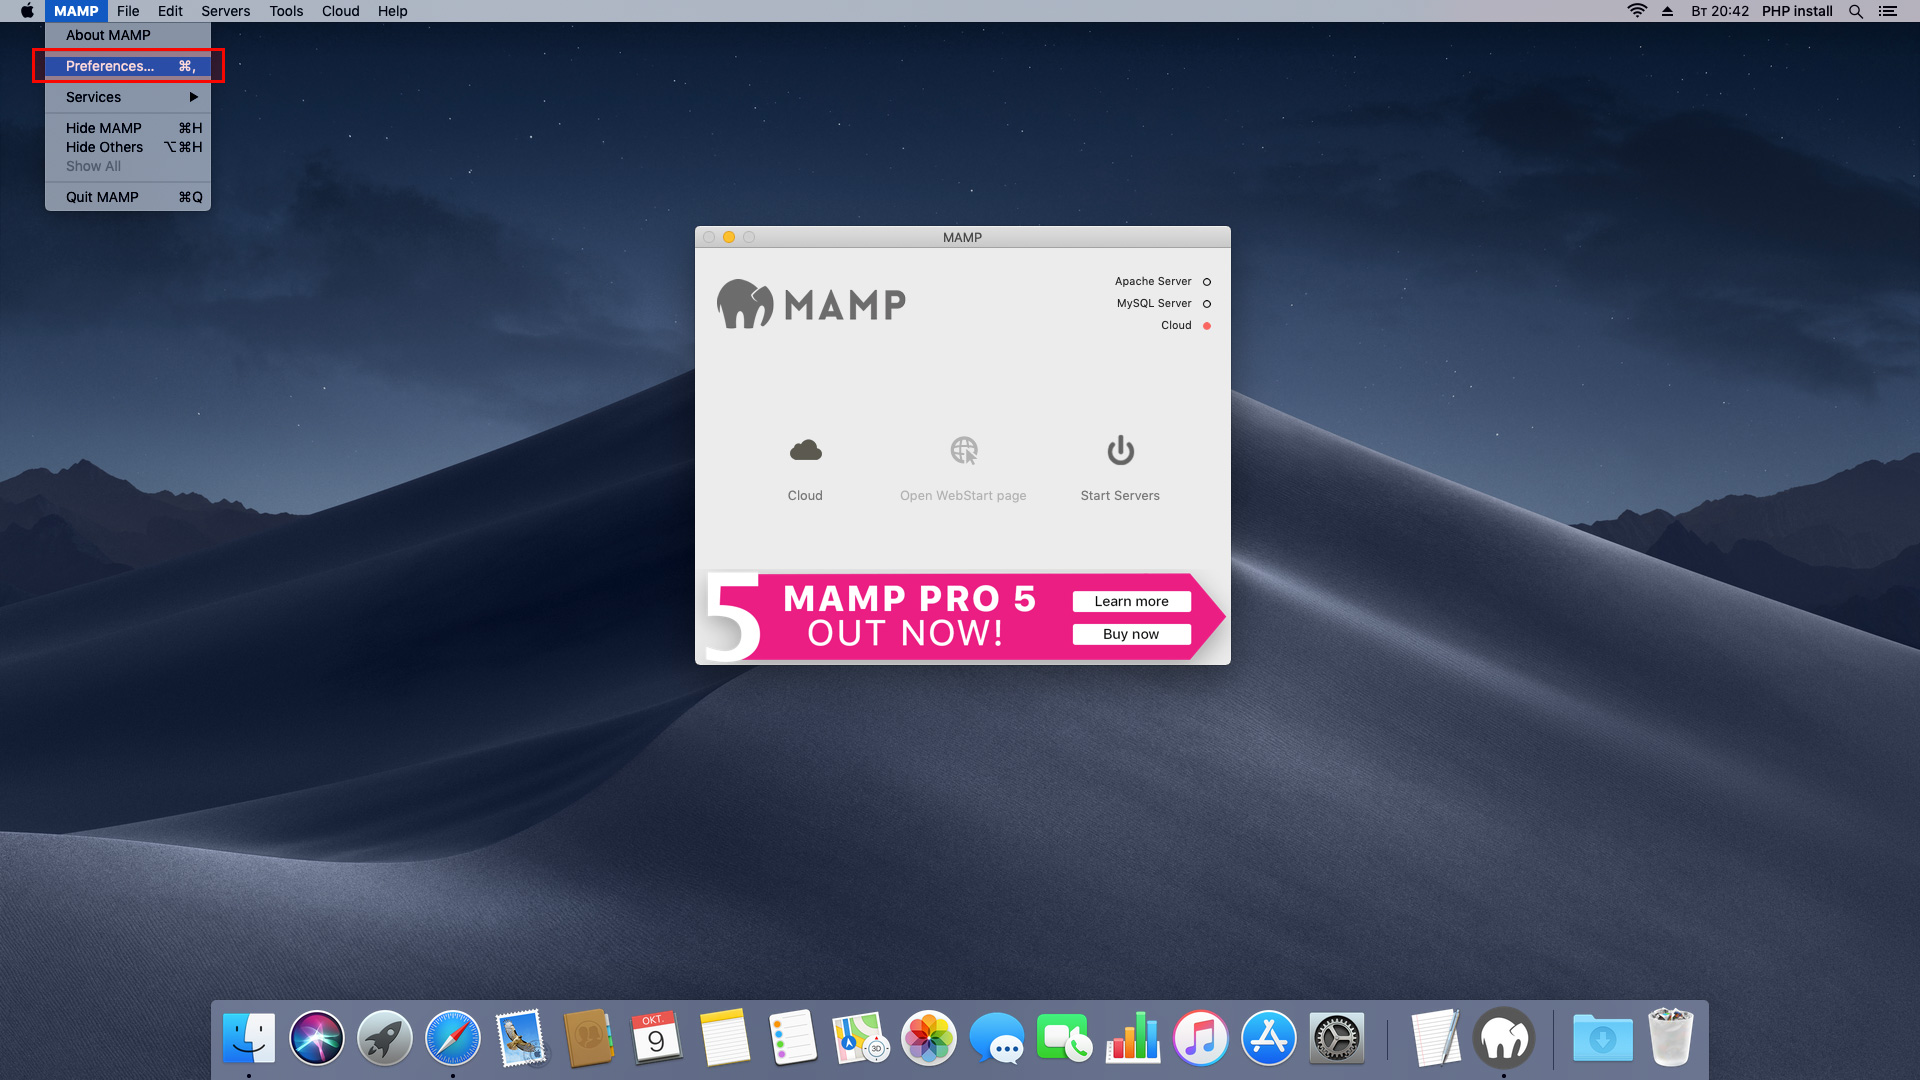 MAMP File Edit Servers Tools Cloud Help Вт 20:42 PHP install
About MAMP
Preferences... ⌘,
Services ▶
Hide MAMP ⌘H
Hide Others ⌥⌘H
Show All
Quit MAMP ⌘Q
MAMP
MAMP
Apache Server
MySQL Server
Cloud
Cloud
Open WebStart page
Start Servers
5
MAMP PRO 5
OUT NOW!
Learn more
Buy now
ОКТ.
9
3D